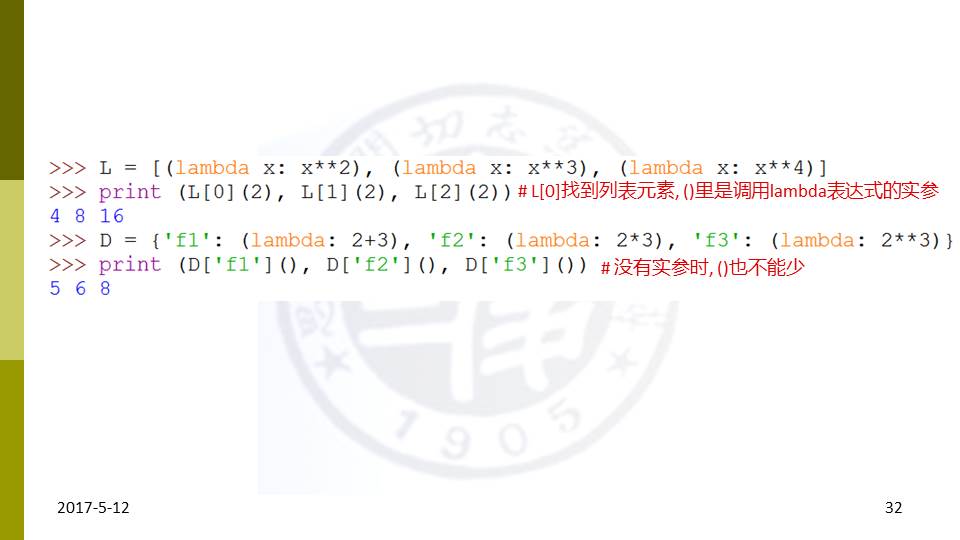 >>> L = [(lambda x: x**2), (lambda x: x**3), (lambda x: x**4)]
>>> print (L[0](2), L[1](2), L[2](2)) # L[0]找到列表元素, ()里是调用lambda表达式的实参
4 8 16
>>> D = {'f1': (lambda: 2+3), 'f2': (lambda: 2*3), 'f3': (lambda: 2**3)}
>>> print (D['f1'](), D['f2'](), D['f3']()) # 没有实参时, ()也不能少
5 6 8
1905
2017-5-12
32